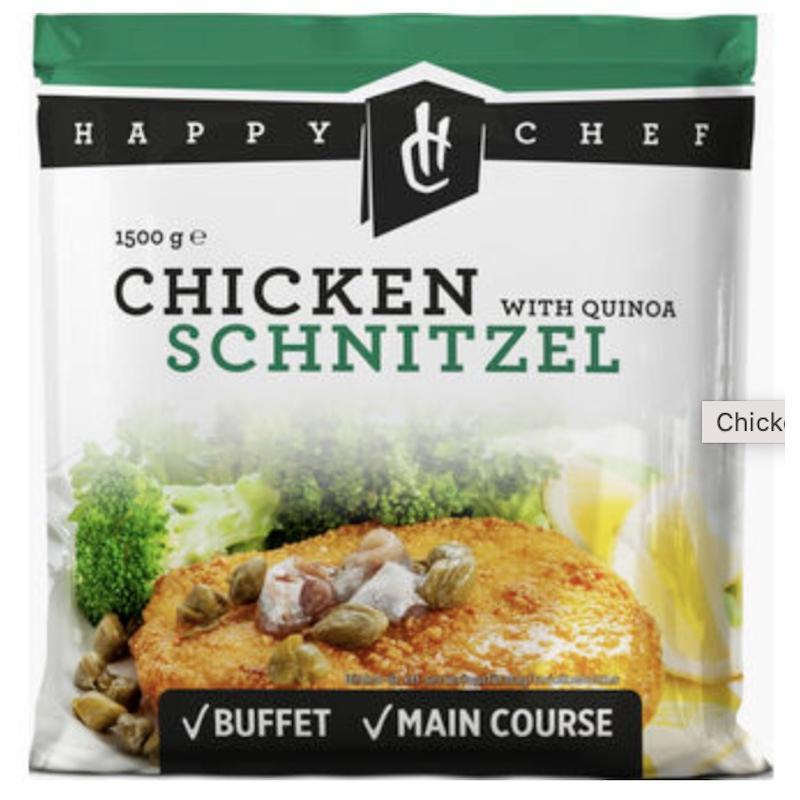 HAPPY CHEF
1500 g ℮
CHICKEN WITH QUINOA
SCHNITZEL
Chick
✓BUFFET ✓MAIN COURSE